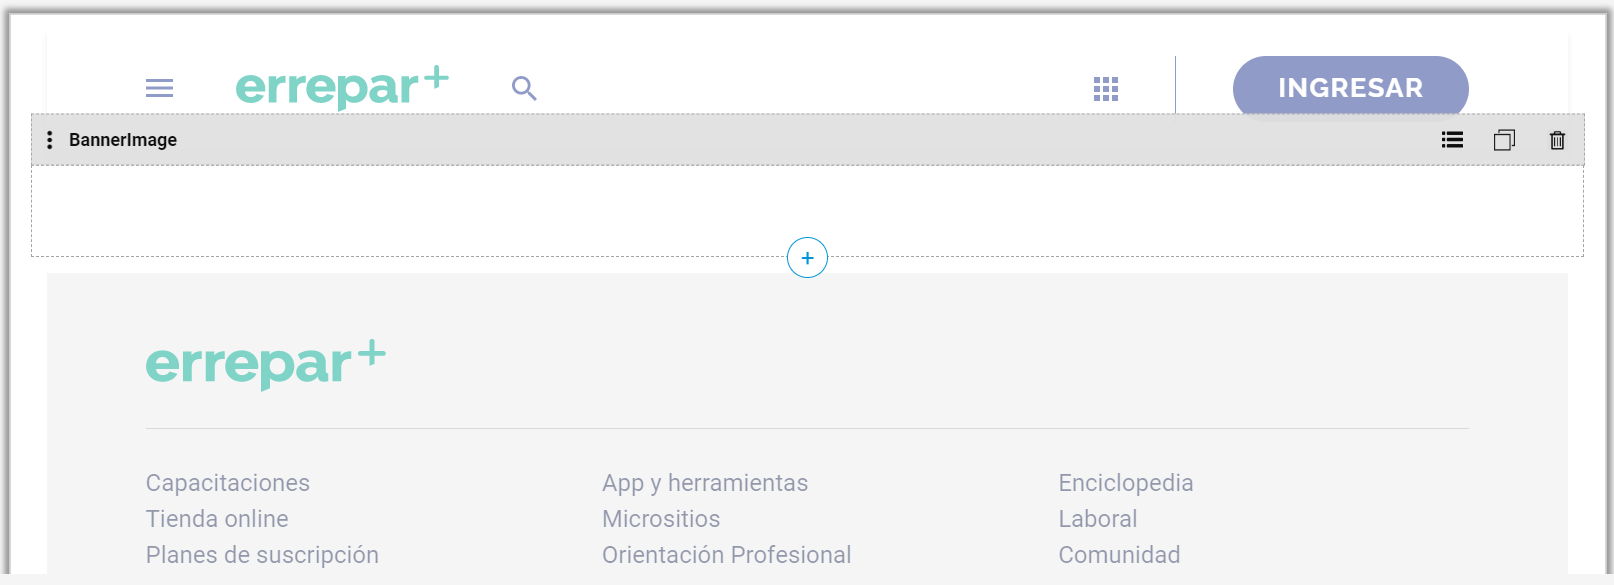 errepar+
INGRESAR
BannerImage
+
errepar+
Capacitaciones
App y herramientas
Enciclopedia
Tienda online
Micrositios
Laboral
Planes de suscripción
Orientación Profesional
Comunidad